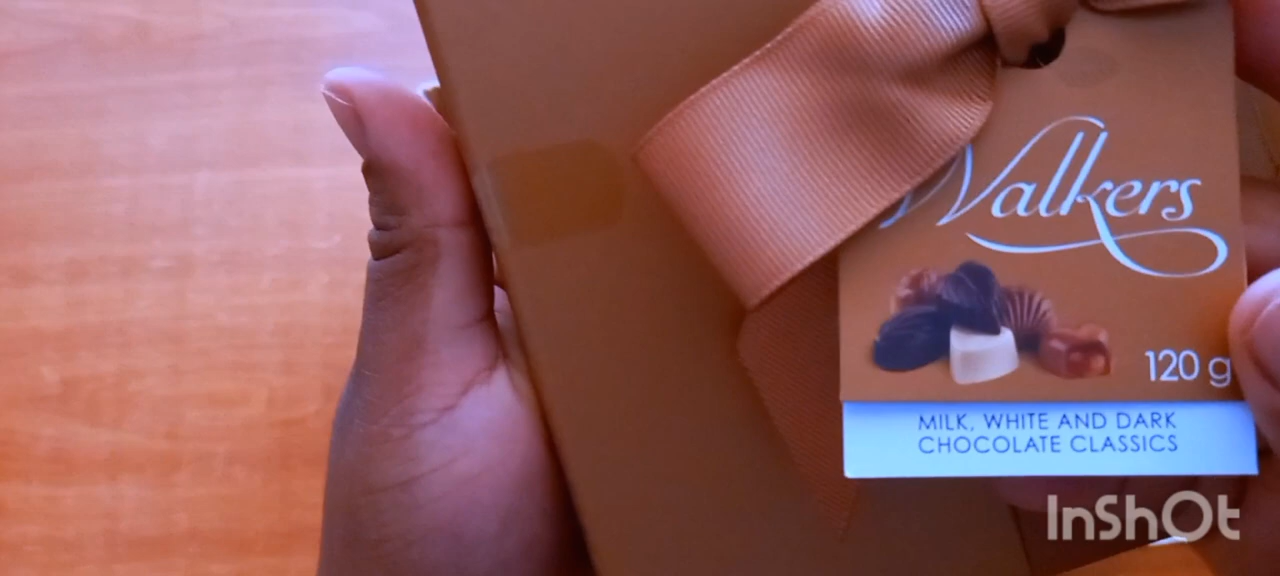 Walkers
120 g
MILK, WHITE AND DARK
CHOCOLATE CLASSICS
InShOt